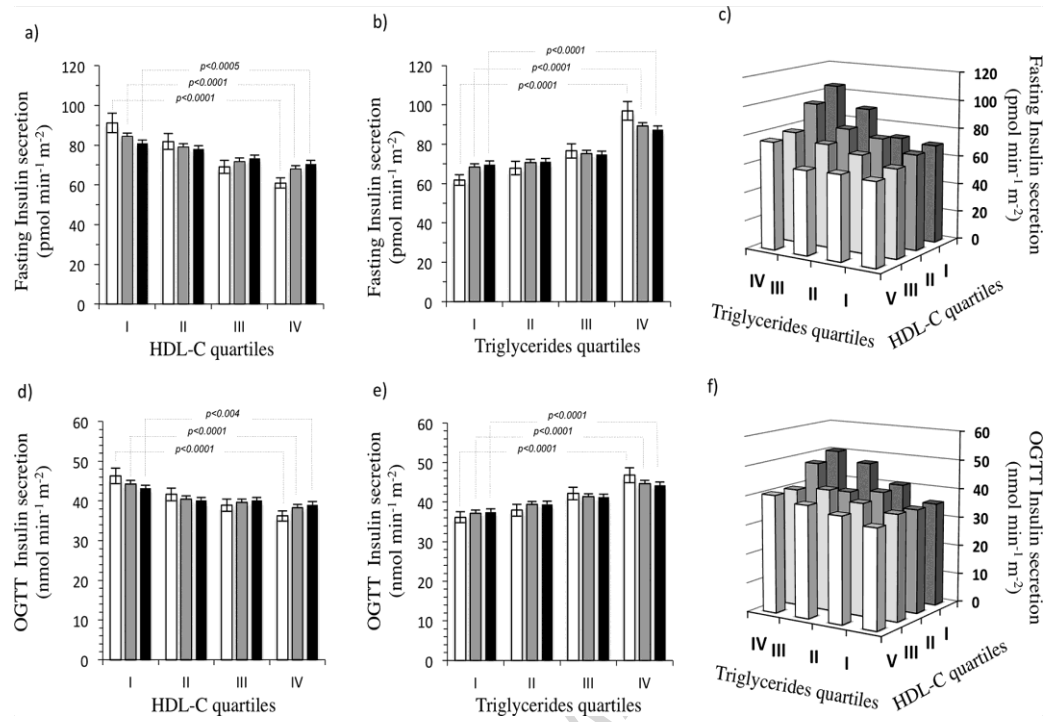 a)
Fasting Insulin secretion
(pmol min⁻¹ m⁻²)
120
100
80
60
40
20
0
p<0.0005
p<0.0001
p<0.0001
I II III IV
HDL-C quartiles
b)
Fasting Insulin secretion
(pmol min⁻¹ m⁻²)
120
100
80
60
40
20
0
p<0.0001
p<0.0001
p<0.0001
I II III IV
Triglycerides quartiles
c)
Fasting Insulin secretion
(pmol min⁻¹ m⁻²)
120
100
80
60
40
20
0
IV III II I
Triglycerides quartiles
V III II I
HDL-C quartiles
d)
OGTT Insulin secretion
(nmol min⁻¹ m⁻²)
60
50
40
30
20
10
0
p<0.004
p<0.0001
p<0.0001
I II III IV
HDL-C quartiles
e)
OGTT Insulin secretion
(nmol min⁻¹ m⁻²)
60
50
40
30
20
10
0
p<0.0001
p<0.0001
p<0.0001
I II III IV
Triglycerides quartiles
f)
OGTT Insulin secretion
(nmol min⁻¹ m⁻²)
60
50
40
30
20
10
0
IV III II I
Triglycerides quartiles
V III II I
HDL-C quartiles